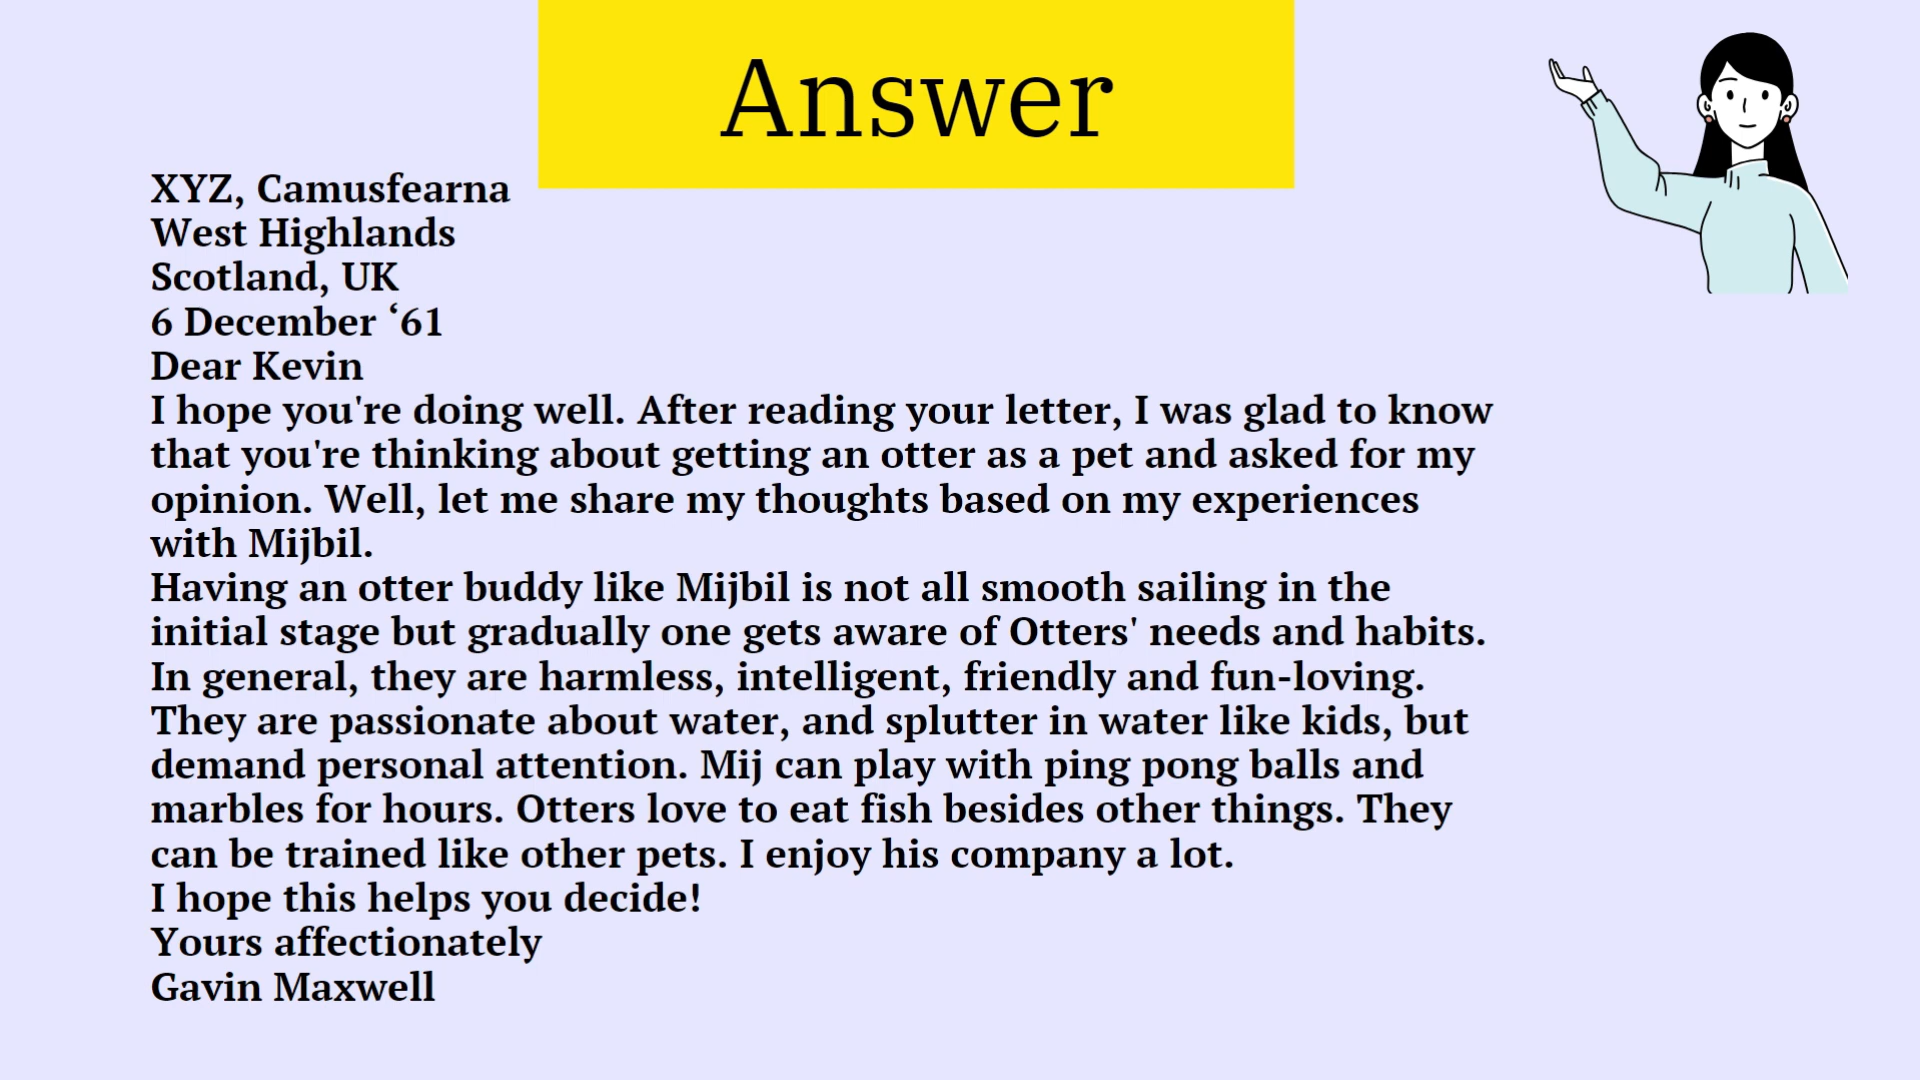 Answer
XYZ, Camusfearna
West Highlands
Scotland, UK
6 December ‘61
Dear Kevin
I hope you're doing well. After reading your letter, I was glad to know
that you're thinking about getting an otter as a pet and asked for my
opinion. Well, let me share my thoughts based on my experiences
with Mijbil.
Having an otter buddy like Mijbil is not all smooth sailing in the
initial stage but gradually one gets aware of Otters' needs and habits.
In general, they are harmless, intelligent, friendly and fun-loving.
They are passionate about water, and splutter in water like kids, but
demand personal attention. Mij can play with ping pong balls and
marbles for hours. Otters love to eat fish besides other things. They
can be trained like other pets. I enjoy his company a lot.
I hope this helps you decide!
Yours affectionately
Gavin Maxwell